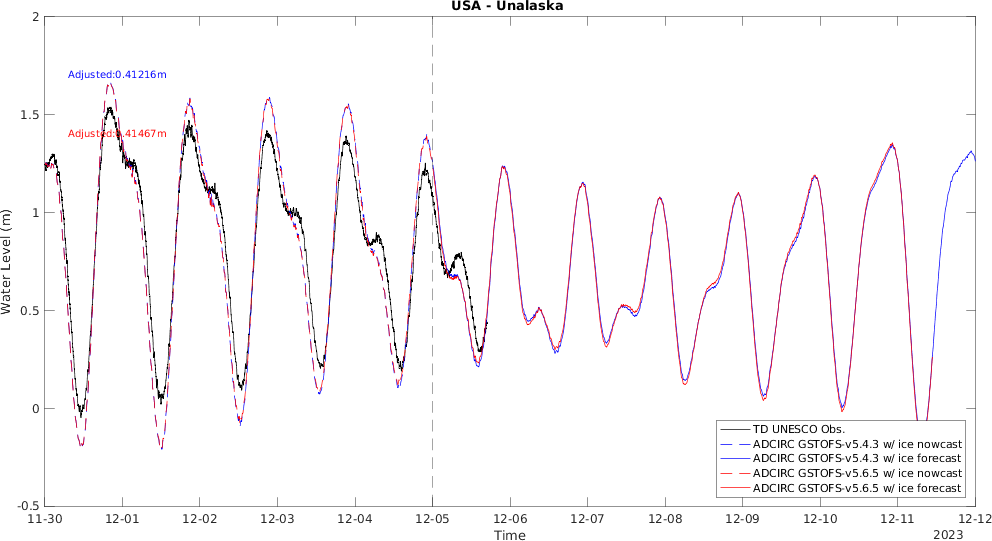 USA - Unalaska
2
1.5
1
0.5
0
-0.5
Water Level (m)
Adjusted:0.41216m
Adjusted:0.41467m
TD UNESCO Obs.
ADCIRC GSTOFS-v5.4.3 w/ ice nowcast
ADCIRC GSTOFS-v5.4.3 w/ ice forecast
ADCIRC GSTOFS-v5.6.5 w/ ice nowcast
ADCIRC GSTOFS-v5.6.5 w/ ice forecast
11-30 12-01 12-02 12-03 12-04 12-05 12-06 12-07 12-08 12-09 12-10 12-11 12-12
Time
2023